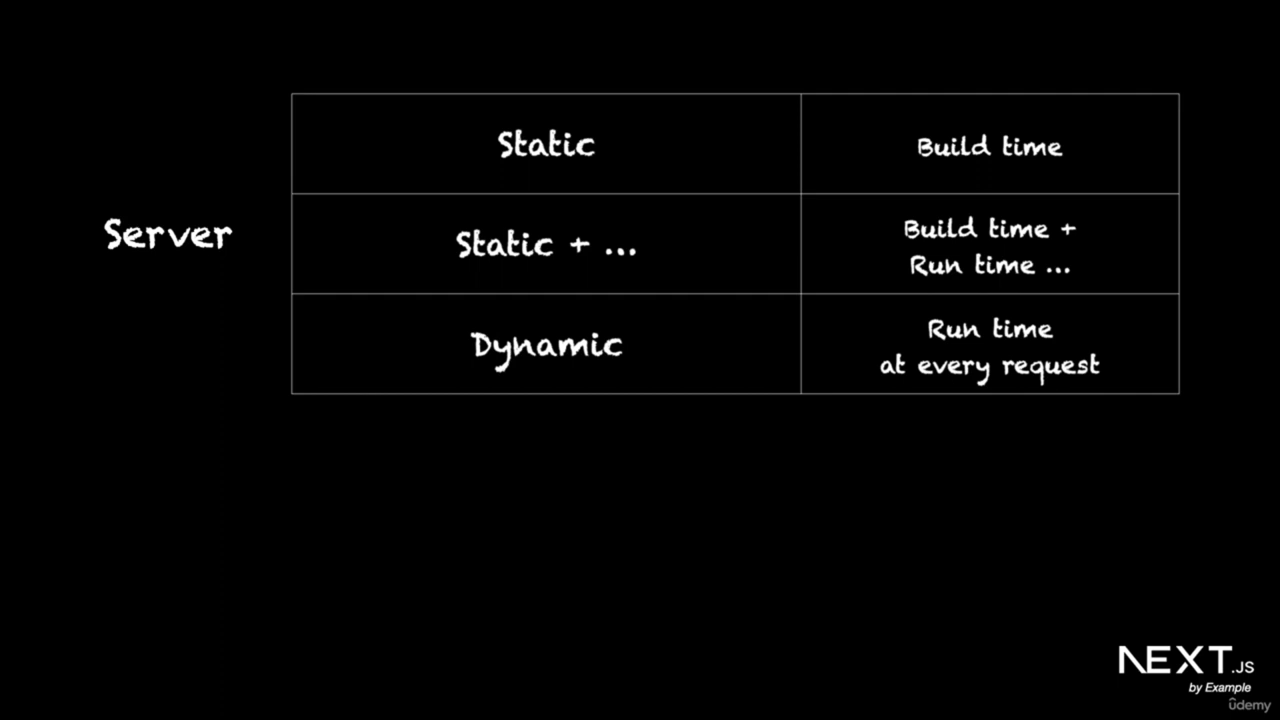 Server
Static
Build time
Static + ...
Build time +
Run time ...
Dynamic
Run time
at every request
NEXT.JS
by Example
udemy